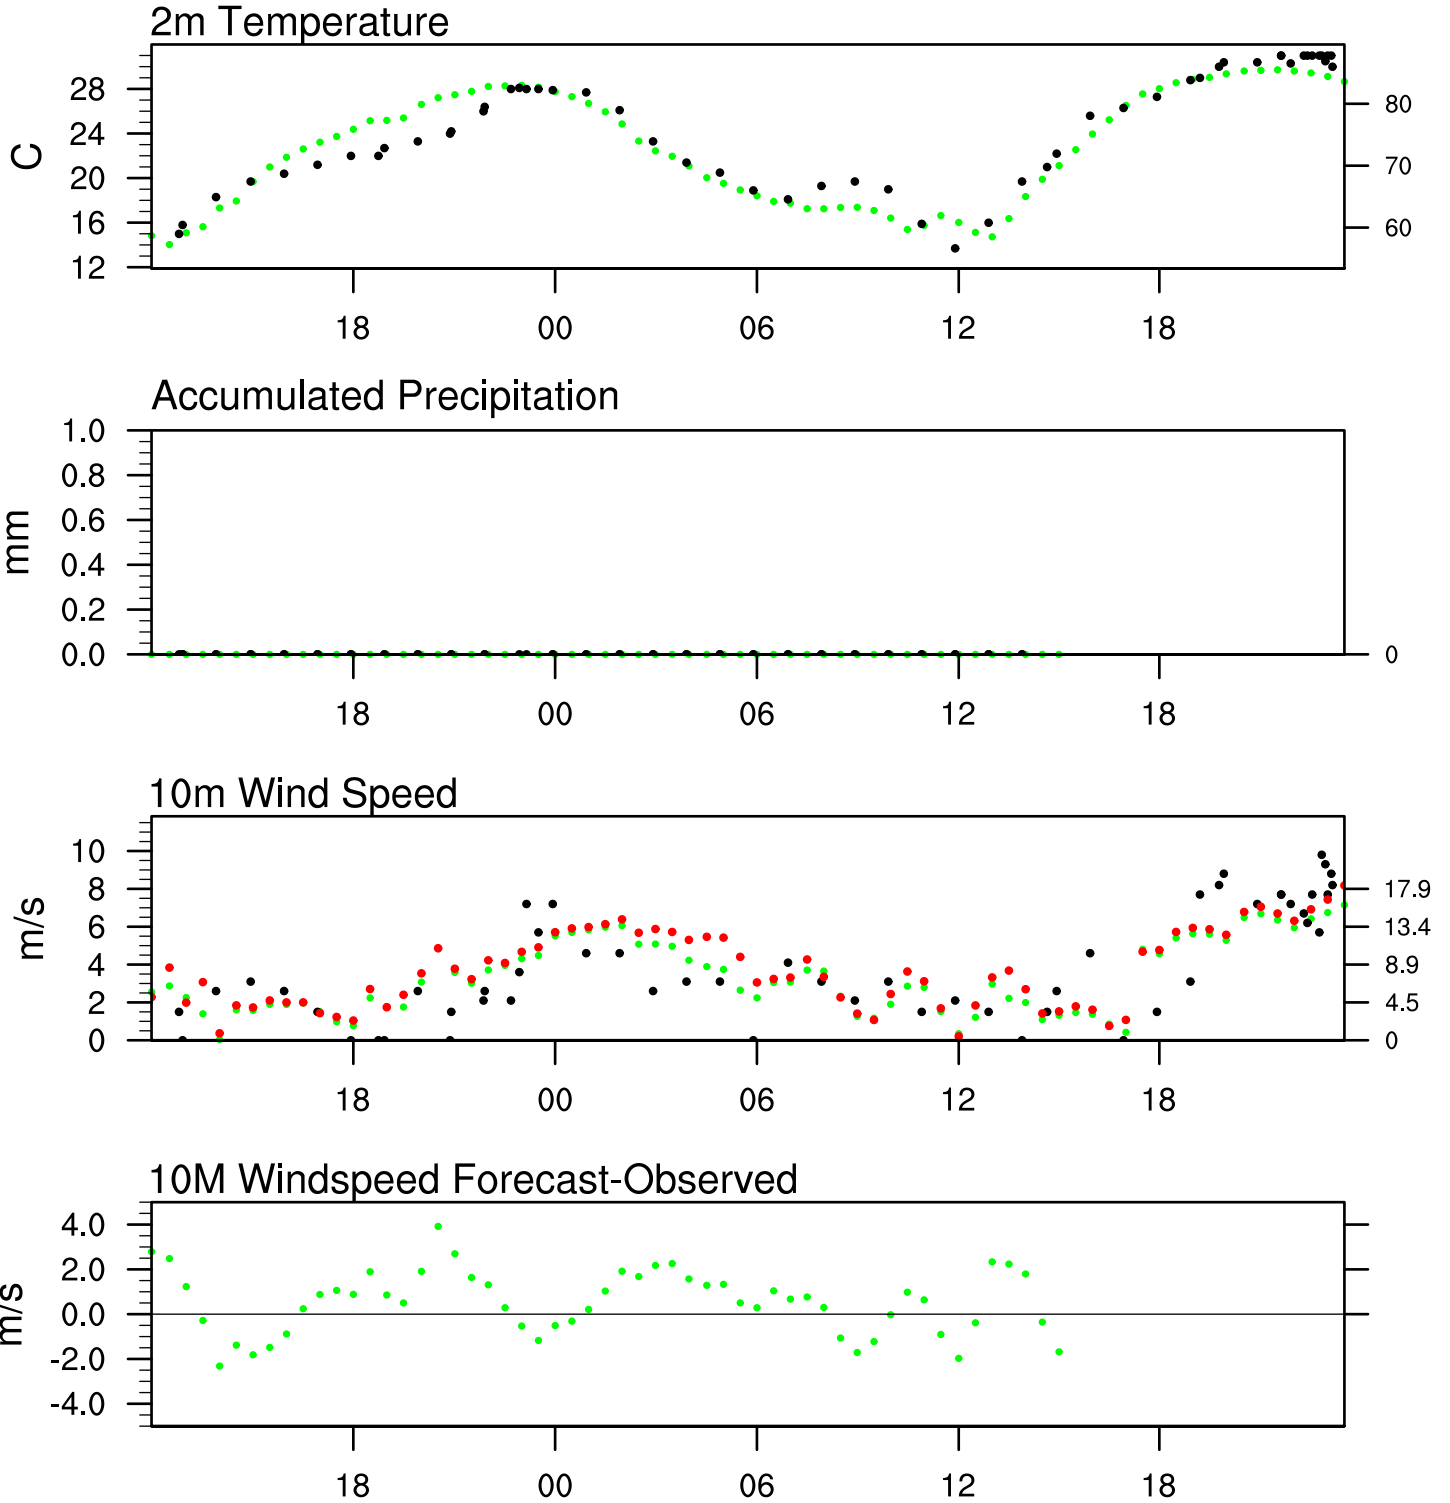 2m Temperature
28
24
20
16
12
C
80
70
60
18 00 06 12 18
Accumulated Precipitation
1.0
0.8
0.6
0.4
0.2
0.0
mm
0
18 00 06 12 18
10m Wind Speed
10
8
6
4
2
0
m/s
17.9
13.4
8.9
4.5
0
18 00 06 12 18
10M Windspeed Forecast-Observed
4.0
2.0
0.0
-2.0
-4.0
m/s
18 00 06 12 18